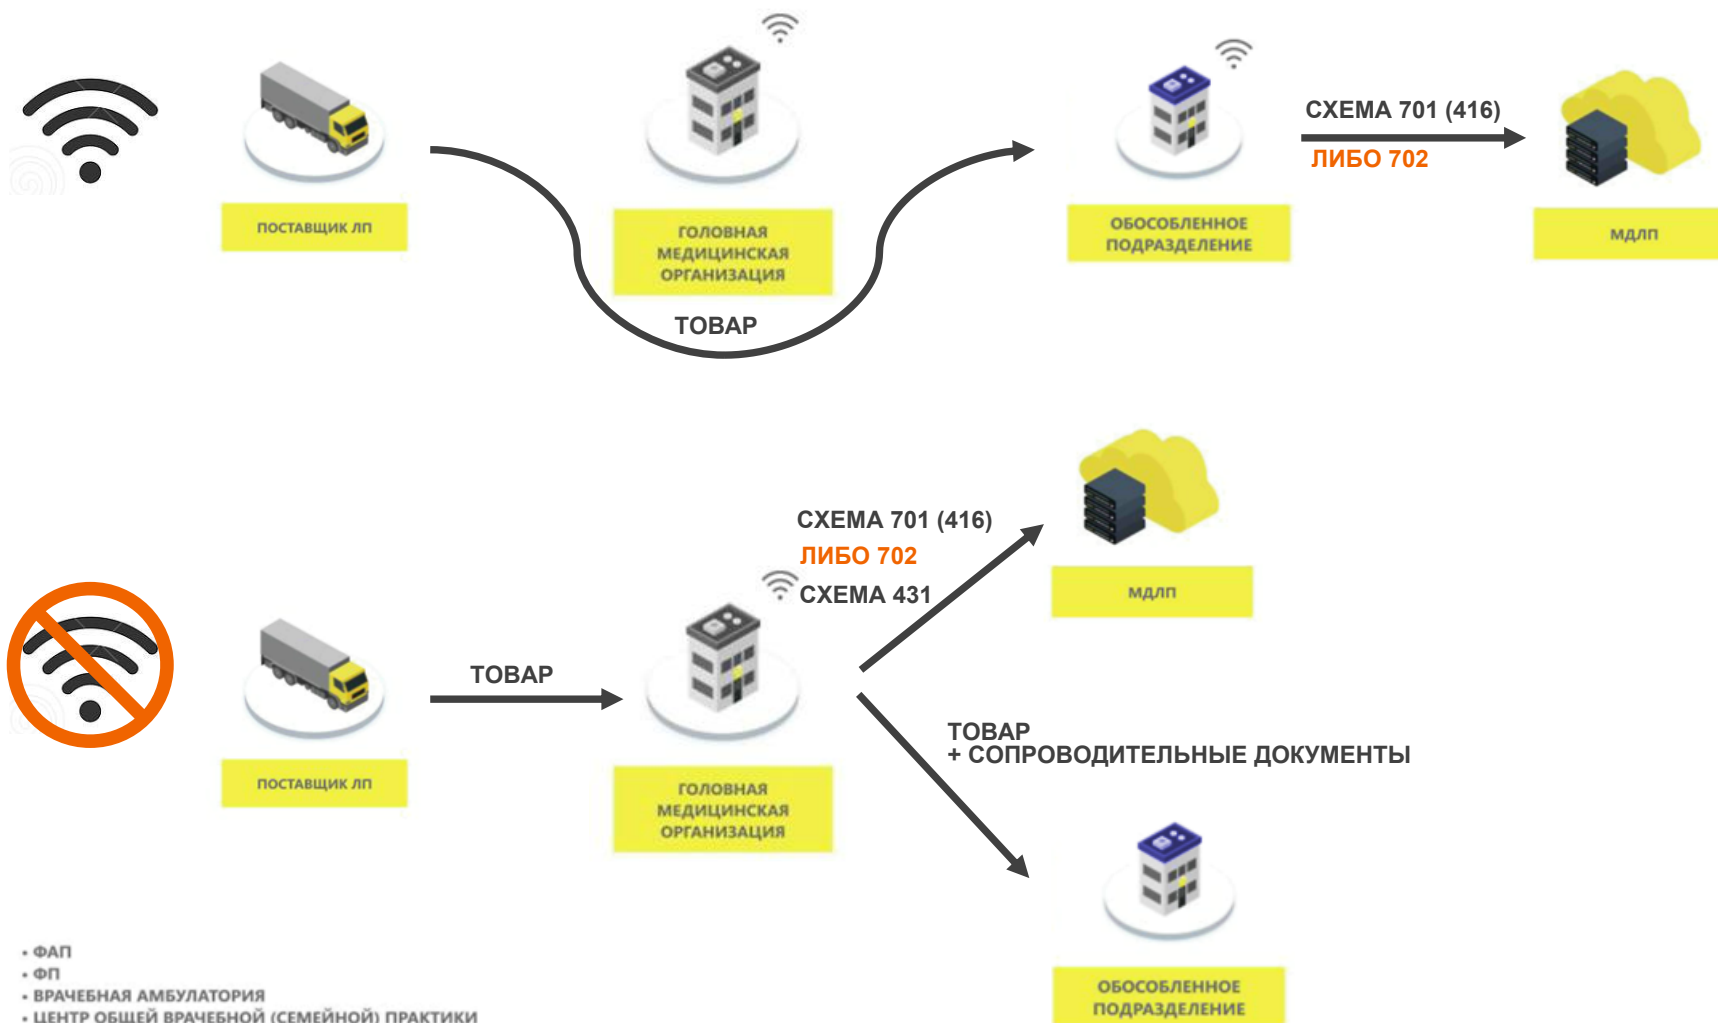 СХЕМА 701 (416)
ЛИБО 702
ПОСТАВЩИК ЛП
ГОЛОВНАЯ
МЕДИЦИНСКАЯ
ОРГАНИЗАЦИЯ
ОБОСОБЛЕННОЕ
ПОДРАЗДЕЛЕНИЕ
МДЛП
ТОВАР
СХЕМА 701 (416)
ЛИБО 702
СХЕМА 431
МДЛП
ТОВАР
ПОСТАВЩИК ЛП
ГОЛОВНАЯ
МЕДИЦИНСКАЯ
ОРГАНИЗАЦИЯ
ТОВАР
+ СОПРОВОДИТЕЛЬНЫЕ ДОКУМЕНТЫ
ОБОСОБЛЕННОЕ
ПОДРАЗДЕЛЕНИЕ
• ФАП
• ФП
• ВРАЧЕБНАЯ АМБУЛАТОРИЯ
• ЦЕНТР ОБЩЕЙ ВРАЧЕБНОЙ (СЕМЕЙНОЙ) ПРАКТИКИ